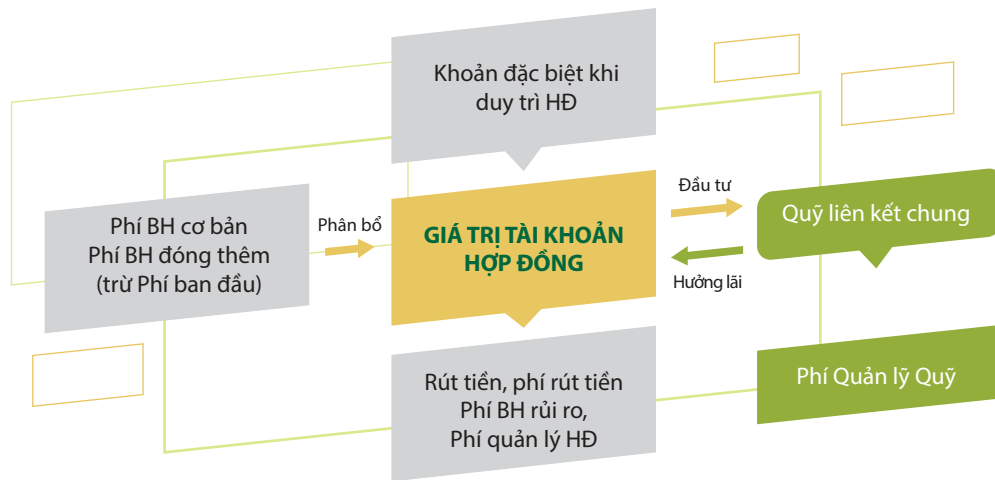 Khoản đặc biệt khi
duy trì HĐ
Phí BH cơ bản
Phí BH đóng thêm
(trừ Phí ban đầu)
Phân bổ
GIÁ TRỊ TÀI KHOẢN
HỢP ĐỒNG
Đầu tư
Hưởng lãi
Quỹ liên kết chung
Rút tiền, phí rút tiền
Phí BH rủi ro,
Phí quản lý HĐ
Phí Quản lỹ Quỹ